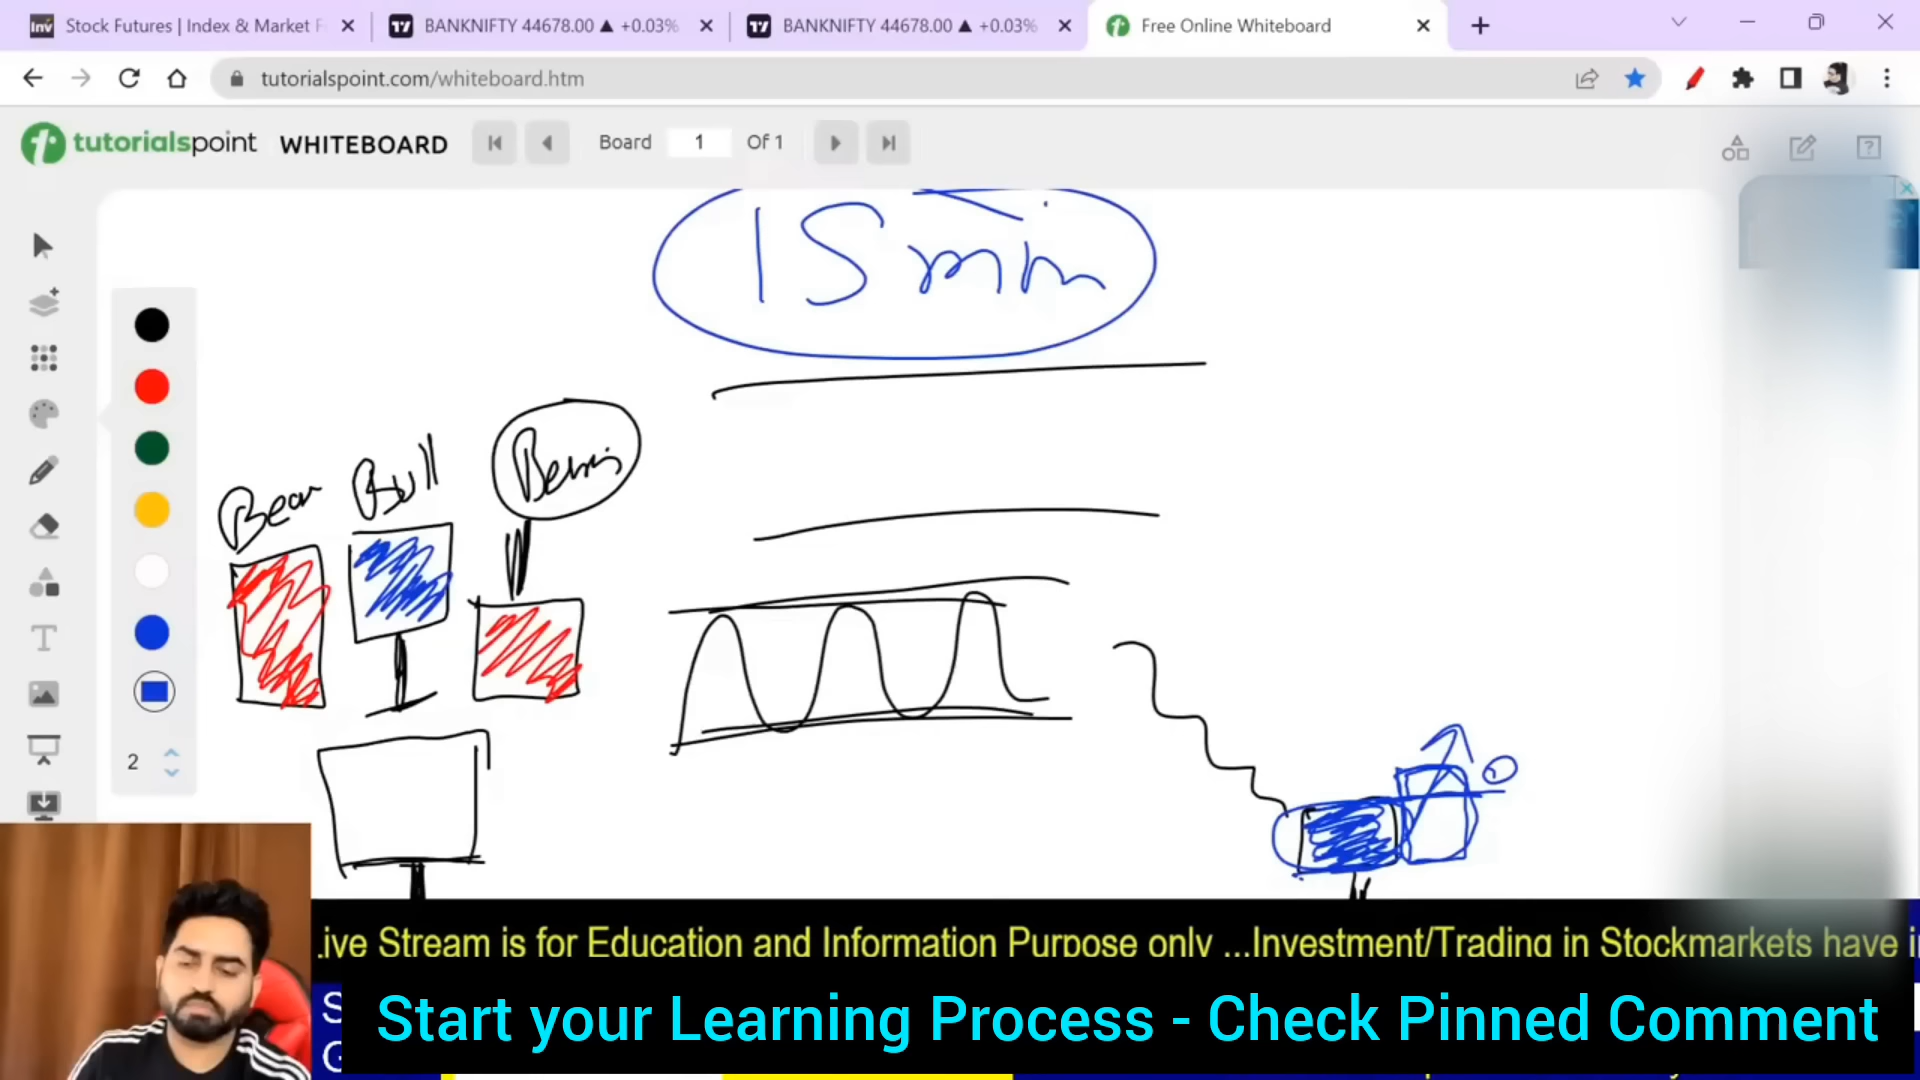 Stock Futures | Index & Market F
BANKNIFTY 44678.00 ▲ +0.03%
BANKNIFTY 44678.00 ▲ +0.03%
Free Online Whiteboard
tutorialspoint.com/whiteboard.htm
tutorialspoint WHITEBOARD
Board 1 Of 1
15 min
Bear
Bull
2
.ive Stream is for Education and Information Purpose only ...Investment/Trading in Stockmarkets have i
Start your Learning Process - Check Pinned Comment